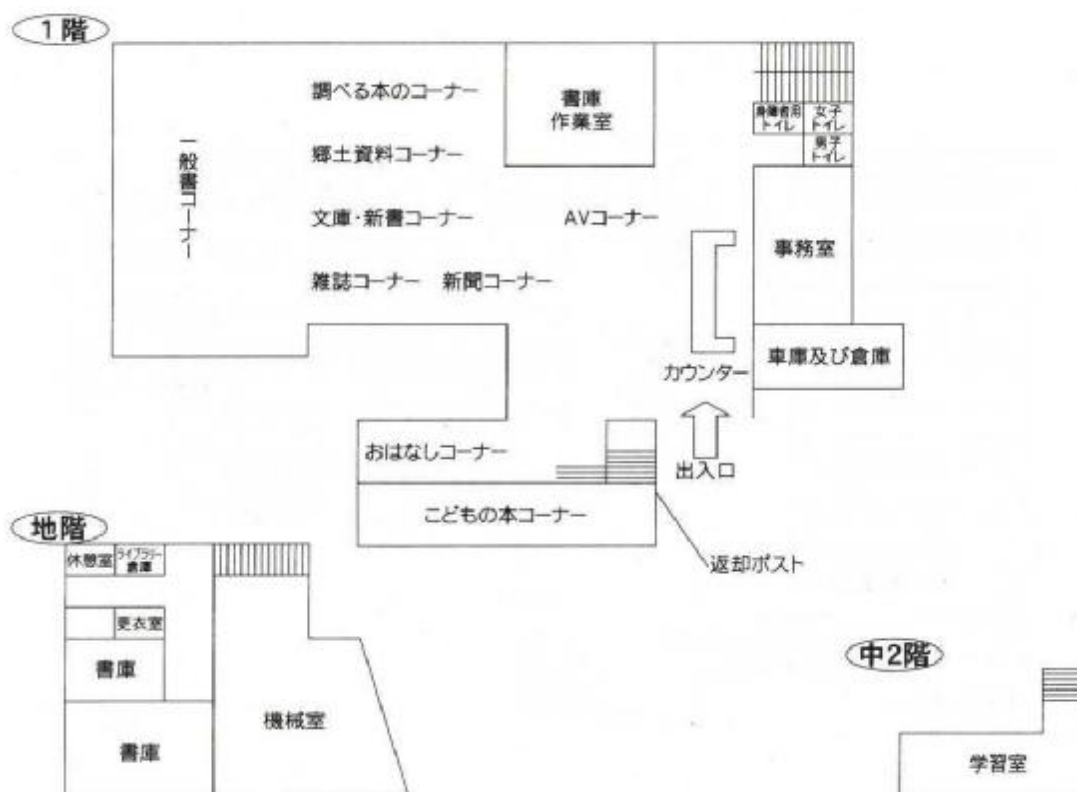 1階
調べる本のコーナー
書庫
作業室
身障者用
トイレ
女子
トイレ
男子
トイレ
一般書コーナー
郷土資料コーナー
文庫・新書コーナー
AVコーナー
事務室
雑誌コーナー
新聞コーナー
車庫及び倉庫
カウンター
おはなしコーナー
出入口
こどもの本コーナー
返却ポスト
地階
休憩室
ライブラリー
倉庫
更衣室
書庫
書庫
機械室
中2階
学習室